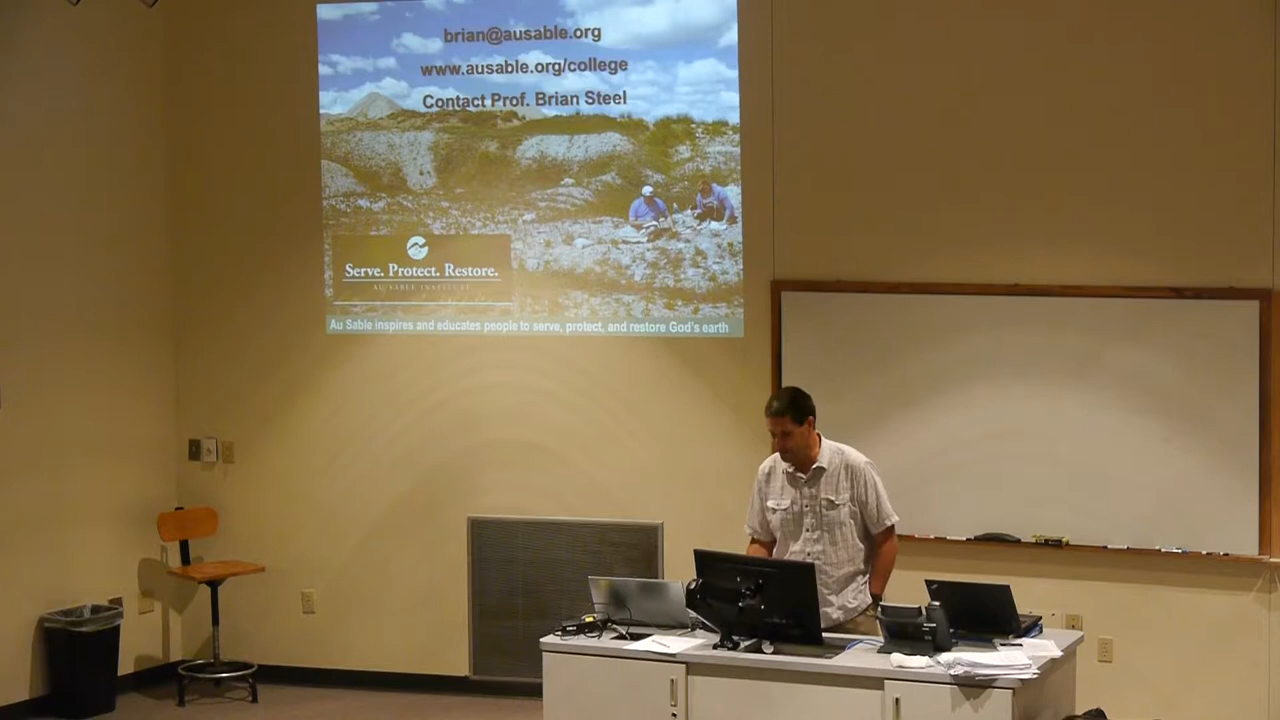 brian@ausable.org
www.ausable.org/college
Contact Prof. Brian Steel
Serve. Protect. Restore.
AU SABLE INSTITUTE
Au Sable inspires and educates people to serve, protect, and restore God's earth